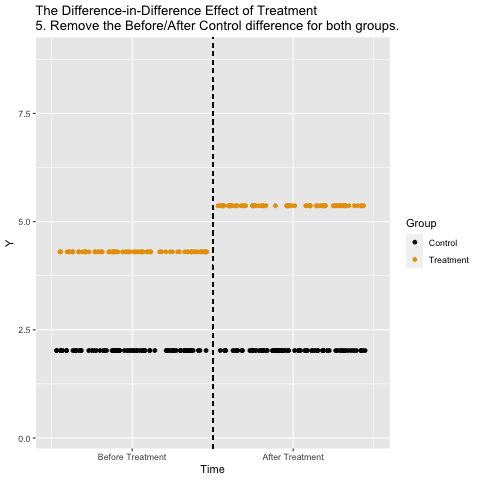 The Difference-in-Difference Effect of Treatment
5. Remove the Before/After Control difference for both groups.
7.5
5.0
2.5
0.0
Y
Before Treatment
After Treatment
Time
Group
Control
Treatment